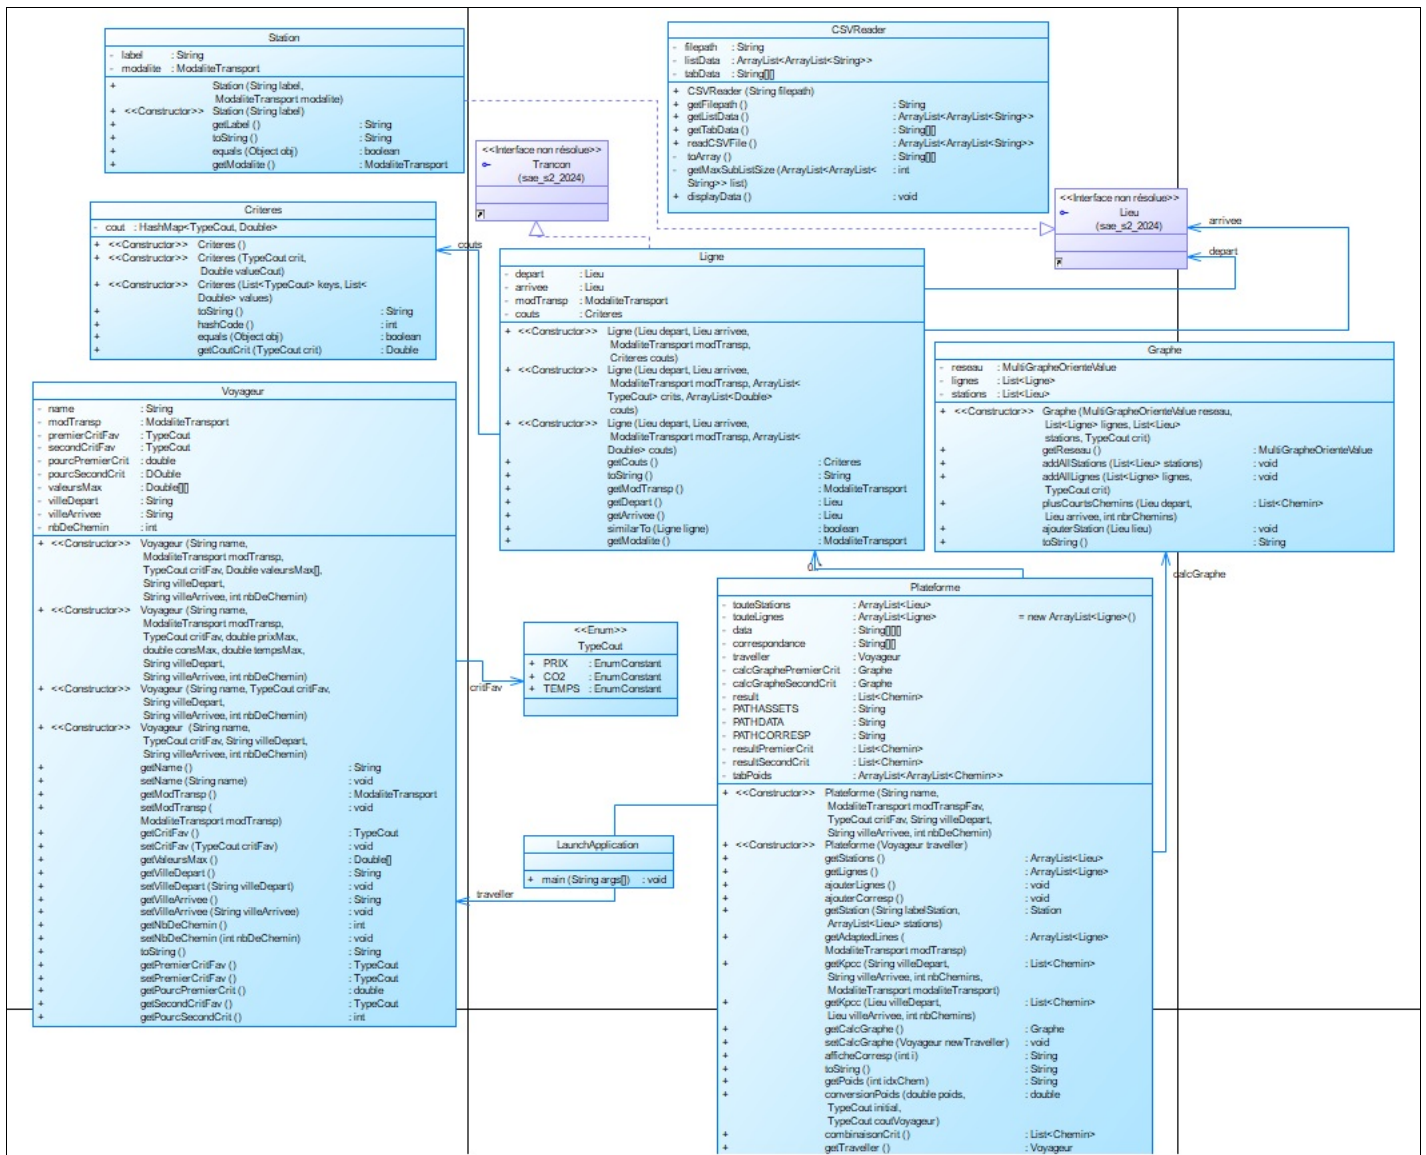 Station
- label : String
- modalite : ModaliteTransport
+ Station (String label,
ModaliteTransport modalite)
+ <<Constructor>> Station (String label)
+ getLabel () : String
+ toString () : String
+ equals (Object obj) : boolean
+ getModalite () : ModaliteTransport
CSVReader
- filepath : String
- listData : ArrayList<ArrayList<String>>
- tabData : String[][]
+ CSVReader (String filepath)
+ getFilepath () : String
+ getListData () : ArrayList<ArrayList<String>>
+ getTabData () : String[][]
+ readCSVFile () : ArrayList<ArrayList<String>>
- toArray () : String[][]
- getMaxSubListSize (ArrayList<ArrayList< : int
String>> list)
+ displayData () : void
<<Interface non résolue>>
Trancon
(sae_s2_2024)
<<Interface non résolue>>
Lieu
(sae_s2_2024)
arrivee
depart
Criteres
- cout : HashMap<TypeCout, Double>
+ <<Constructor>> Criteres ()
+ <<Constructor>> Criteres (TypeCout crit,
Double valueCout)
+ <<Constructor>> Criteres (List<TypeCout> keys, List<
Double> values)
+ toString () : String
+ hashCode () : int
+ equals (Object obj) : boolean
+ getCoutCrit (TypeCout crit) : Double
couts
Ligne
- depart : Lieu
- arrivee : Lieu
- modTransp : ModaliteTransport
- couts : Criteres
+ <<Constructor>> Ligne (Lieu depart, Lieu arrivee,
ModaliteTransport modTransp,
Criteres couts)
+ <<Constructor>> Ligne (Lieu depart, Lieu arrivee,
ModaliteTransport modTransp, ArrayList<
TypeCout> crits, ArrayList<Double>
couts)
+ <<Constructor>> Ligne (Lieu depart, Lieu arrivee,
ModaliteTransport modTransp, ArrayList<
Double> couts)
+ getCouts () : Criteres
+ toString () : String
+ getModTransp () : ModaliteTransport
+ getDepart () : Lieu
+ getArrivee () : Lieu
+ similarTo (Ligne ligne) : boolean
+ getModalite () : ModaliteTransport
Graphe
- reseau : MultiGrapheOrienteValue
- lignes : List<Ligne>
- stations : List<Lieu>
+ <<Constructor>> Graphe (MultiGrapheOrienteValue reseau,
List<Ligne> lignes, List<Lieu>
stations, TypeCout crit)
+ getReseau () : MultiGrapheOrienteValue
+ addAllStations (List<Lieu> stations) : void
+ addAllLignes (List<Ligne> lignes, : void
TypeCout crit)
+ plusCourtsChemins (Lieu depart, : List<Chemin>
Lieu arrivee, int nbrChemins)
+ ajouterStation (Lieu lieu) : void
+ toString () : String
Voyageur
- name : String
- modTransp : ModaliteTransport
- premierCritFav : TypeCout
- secondCritFav : TypeCout
- pourcPremierCrit : double
- pourcSecondCrit : DOuble
- valeursMax : Double[]
- villeDepart : String
- villeArrivee : String
- nbDeChemin : int
+ <<Constructor>> Voyageur (String name,
ModaliteTransport modTransp,
TypeCout critFav, Double valeursMax[],
String villeDepart,
String villeArrivee, int nbDeChemin)
+ <<Constructor>> Voyageur (String name,
ModaliteTransport modTransp,
TypeCout critFav, double prixMax,
double consMax, double tempsMax,
String villeDepart,
String villeArrivee, int nbDeChemin)
+ <<Constructor>> Voyageur (String name, TypeCout critFav,
String villeDepart,
String villeArrivee, int nbDeChemin)
+ <<Constructor>> Voyageur (String name,
TypeCout critFav, String villeDepart,
String villeArrivee, int nbDeChemin)
+ getName () : String
+ setName (String name) : void
+ getModTransp () : ModaliteTransport
+ setModTransp ( : void
ModaliteTransport modTransp)
+ getCritFav () : TypeCout
+ setCritFav (TypeCout critFav) : void
+ getValeursMax () : Double[]
+ getVilleDepart () : String
+ setVilleDepart (String villeDepart) : void
+ getVilleArrivee () : String
+ setVilleArrivee (String villeArrivee) : void
+ getNbDeChemin () : int
+ setNbDeChemin (int nbDeChemin) : void
+ toString () : String
+ getPremierCritFav () : TypeCout
+ setPremierCritFav () : TypeCout
+ getPourcPremierCrit () : double
+ getSecondCritFav () : TypeCout
+ getPourcSecondCrit () : int
<<Enum>>
TypeCout
+ PRIX : EnumConstant
+ CO2 : EnumConstant
+ TEMPS : EnumConstant
critFav
LaunchApplication
+ main (String args[]) : void
traveller
0..*
calcGraphe
Plateforme
- touteStations : ArrayList<Lieu>
- touteLignes : ArrayList<Ligne> = new ArrayList<Ligne>()
- data : String[][][]
- correspondance : String[][]
- traveller : Voyageur
- calcGraphePremierCrit : Graphe
- calcGrapheSecondCrit : Graphe
- result : List<Chemin>
- PATHASSETS : String
- PATHDATA : String
- PATHCORRESP : String
- resultPremierCrit : List<Chemin>
- resultSecondCrit : List<Chemin>
- tabPoids : ArrayList<ArrayList<Chemin>>
+ <<Constructor>> Plateforme (String name,
ModaliteTransport modTranspFav,
TypeCout critFav, String villeDepart,
String villeArrivee, int nbDeChemin)
+ <<Constructor>> Plateforme (Voyageur traveller)
+ getStations () : ArrayList<Lieu>
+ getLignes () : ArrayList<Ligne>
+ ajouterLignes () : void
+ ajouterCorresp () : void
+ getStation (String labelStation, : Station
ArrayList<Lieu> stations)
+ getAdaptedLines ( : ArrayList<Ligne>
ModaliteTransport modTransp)
+ getKpcc (String villeDepart, : List<Chemin>
String villeArrivee, int nbChemins,
ModaliteTransport modaliteTransport)
+ getKpcc (Lieu villeDepart, : List<Chemin>
Lieu villeArrivee, int nbChemins)
+ getCalcGraphe () : Graphe
+ setCalcGraphe (Voyageur newTraveller) : void
+ afficheCorresp (int i) : String
+ toString () : String
+ getPoids (int idxChem) : String
+ conversionPoids (double poids, : double
TypeCout initial,
TypeCout coutVoyageur)
+ combinaisonCrit () : List<Chemin>
+ getTraveller () : Voyageur